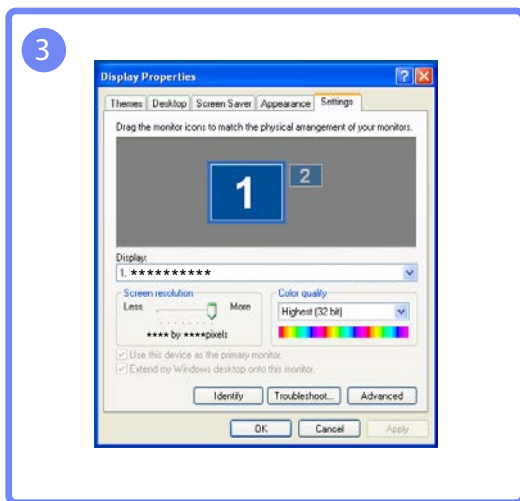 3
Display Properties
Themes Desktop Screen Saver Appearance Settings
Drag the monitor icons to match the physical arrangement of your monitors.
1 2
Display:
1. **********
Screen resolution Color quality
Less More Highest (32 bit)
**** by ****pixels
Use this device as the primary monitor.
Extend my Windows desktop onto this monitor.
Identify Troubleshoot... Advanced
OK Cancel Apply